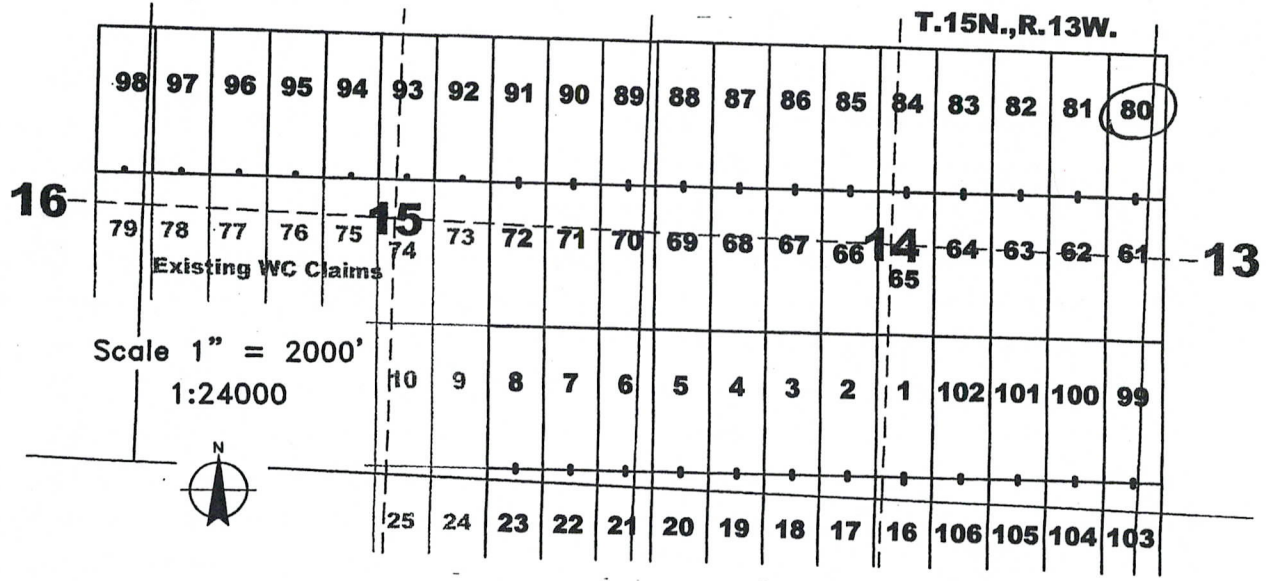 T.15N.,R.13W.
98 97 96 95 94 93 92 91 90 89 88 87 86 85 84 83 82 81 80
16 15 14 13
79 78 77 76 75 74 73 72 71 70 69 68 67 66 65 64 63 62 61
Existing WC Claims
Scale 1" = 2000'
1:24000
10 9 8 7 6 5 4 3 2 1 102 101 100 99
N
25 24 23 22 21 20 19 18 17 16 106 105 104 103